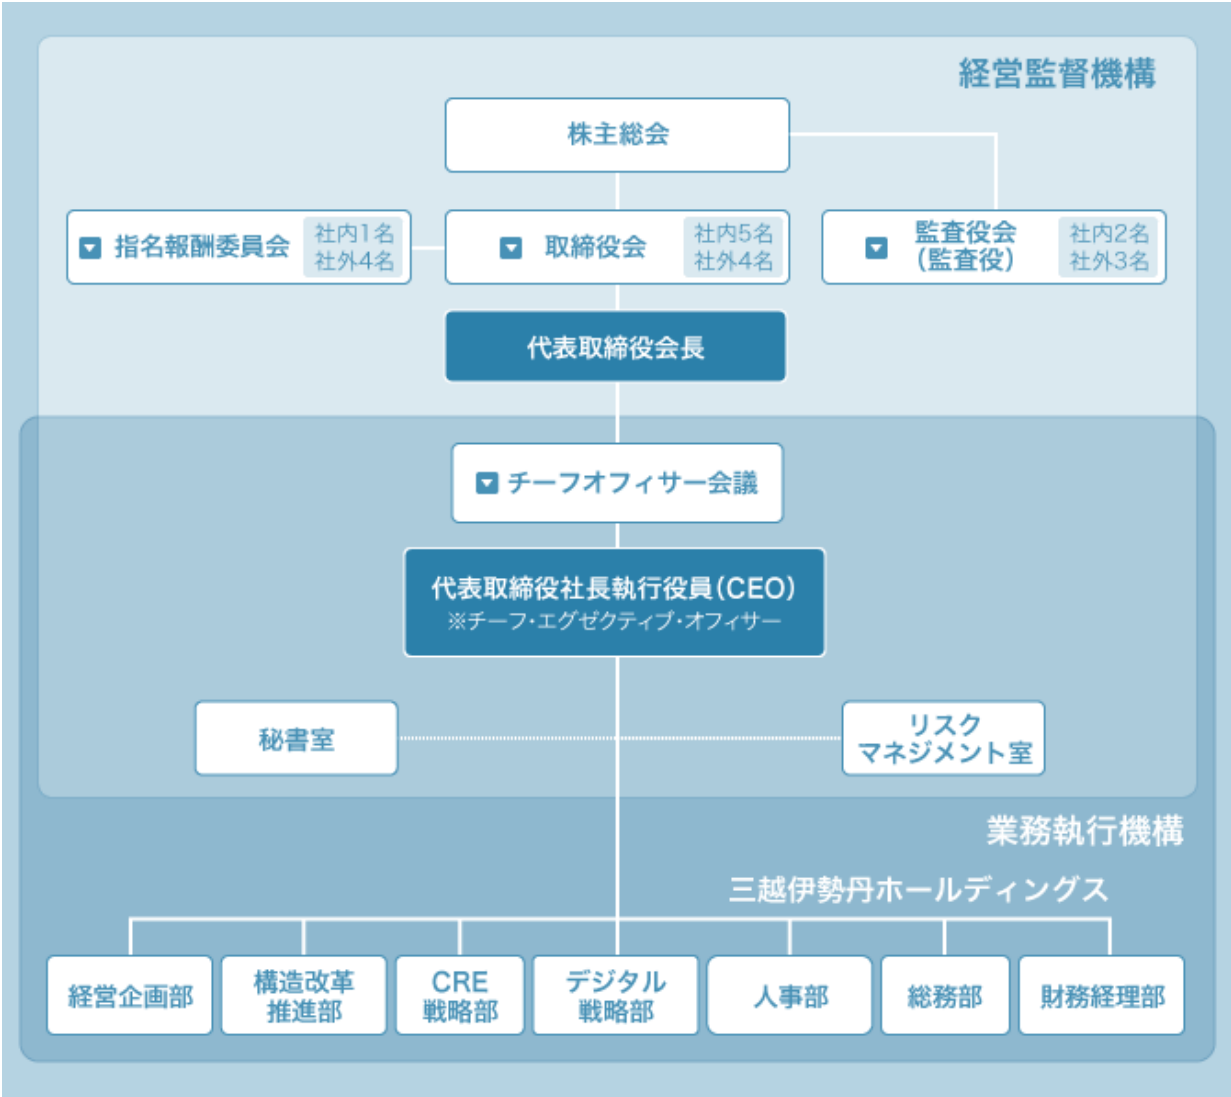 経営監督機構
株主総会
指名報酬委員会
社内1名
社外4名
取締役会
社内5名
社外4名
監査役会
(監査役)
社内2名
社外3名
代表取締役会長
チーフオフィサー会議
代表取締役社長執行役員(CEO)
※チーフ・エグゼクティブ・オフィサー
秘書室
リスク
マネジメント室
業務執行機構
三越伊勢丹ホールディングス
経営企画部
構造改革
推進部
CRE
戦略部
デジタル
戦略部
人事部
総務部
財務経理部